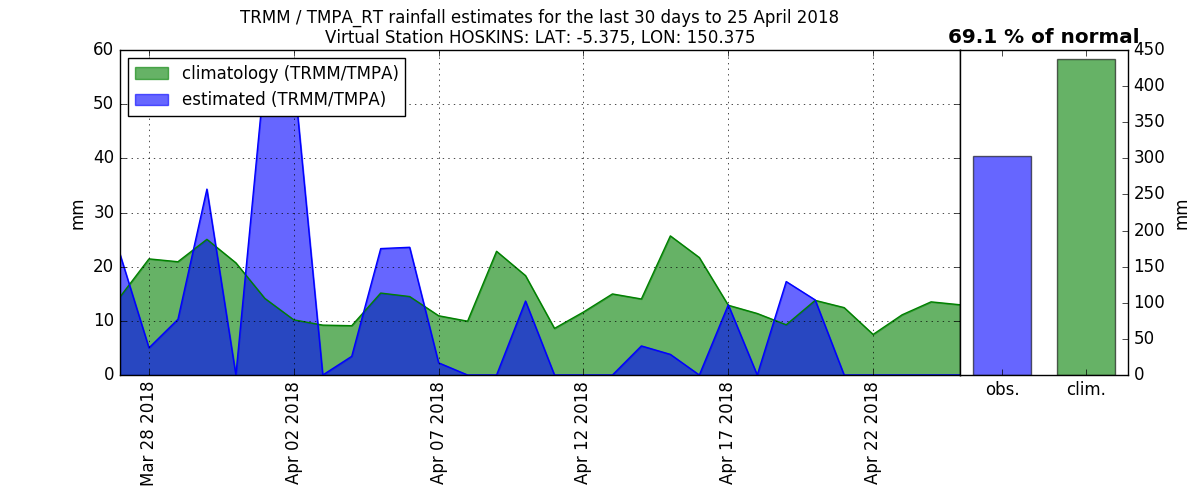 TRMM / TMPA_RT rainfall estimates for the last 30 days to 25 April 2018
Virtual Station HOSKINS: LAT: -5.375, LON: 150.375
69.1 % of normal
climatology (TRMM/TMPA)
estimated (TRMM/TMPA)
60
50
40
30
20
10
0
mm
Mar 28 2018
Apr 02 2018
Apr 07 2018
Apr 12 2018
Apr 17 2018
Apr 22 2018
450
400
350
300
250
200
150
100
50
0
mm
obs.
clim.